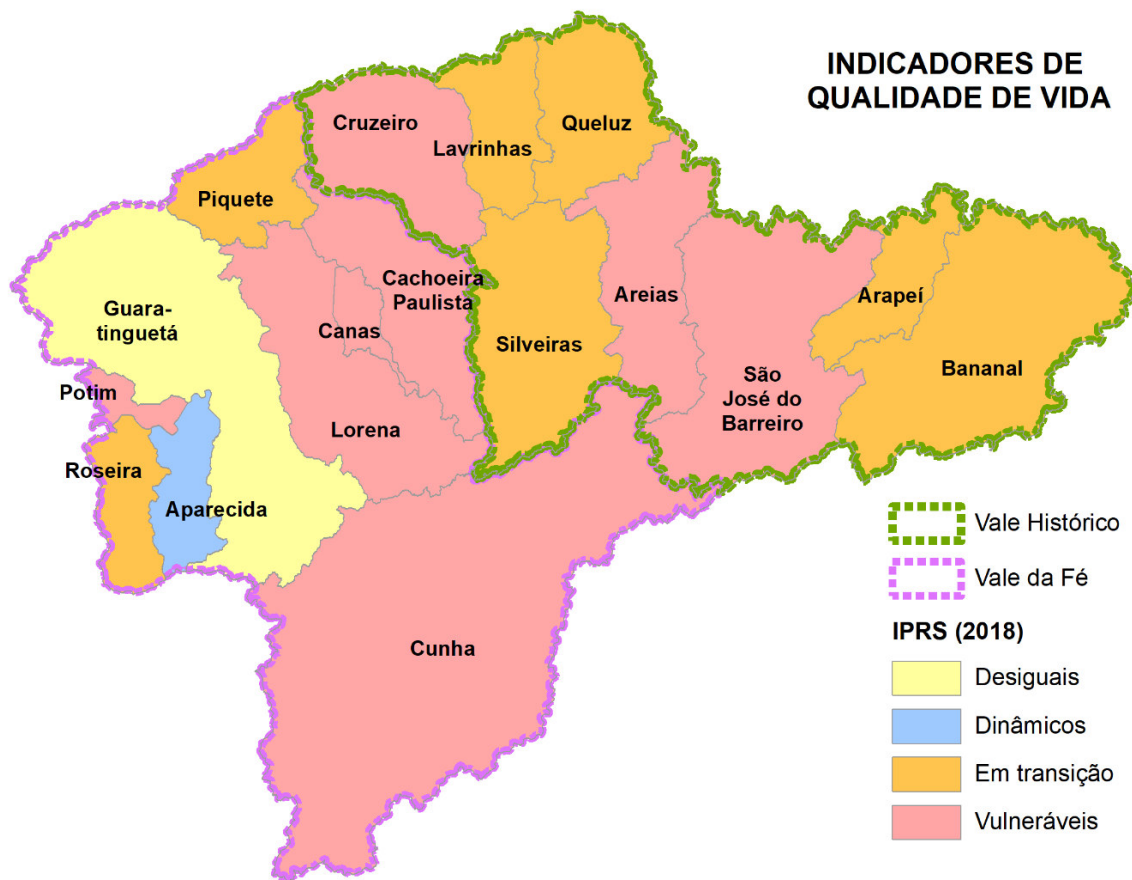 INDICADORES DE
QUALIDADE DE VIDA
Cruzeiro
Lavrinhas
Queluz
Piquete
Guara-
tinguetá
Cachoeira
Paulista
Canas
Silveiras
Areias
Arapeí
Bananal
São
José do
Barreiro
Potim
Lorena
Roseira
Aparecida
Cunha
Vale Histórico
Vale da Fé
IPRS (2018)
Desiguais
Dinâmicos
Em transição
Vulneráveis